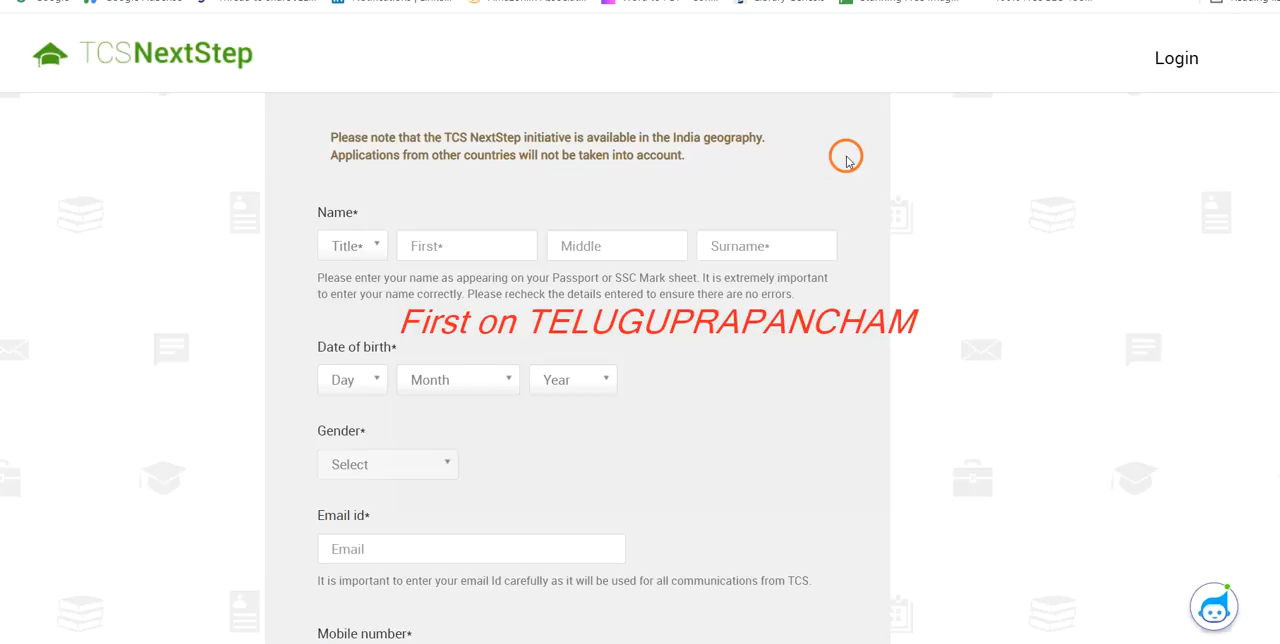 TCS NextStep
Login
Please note that the TCS NextStep initiative is available in the India geography.
Applications from other countries will not be taken into account.
Name*
Title* First* Middle Surname*
Please enter your name as appearing on your Passport or SSC Mark sheet. It is extremely important
to enter your name correctly. Please recheck the details entered to ensure there are no errors.
First on TELUGUPRAPANCHAM
Date of birth*
Day Month Year
Gender*
Select
Email id*
Email
It is important to enter your email Id carefully as it will be used for all communications from TCS.
Mobile number*